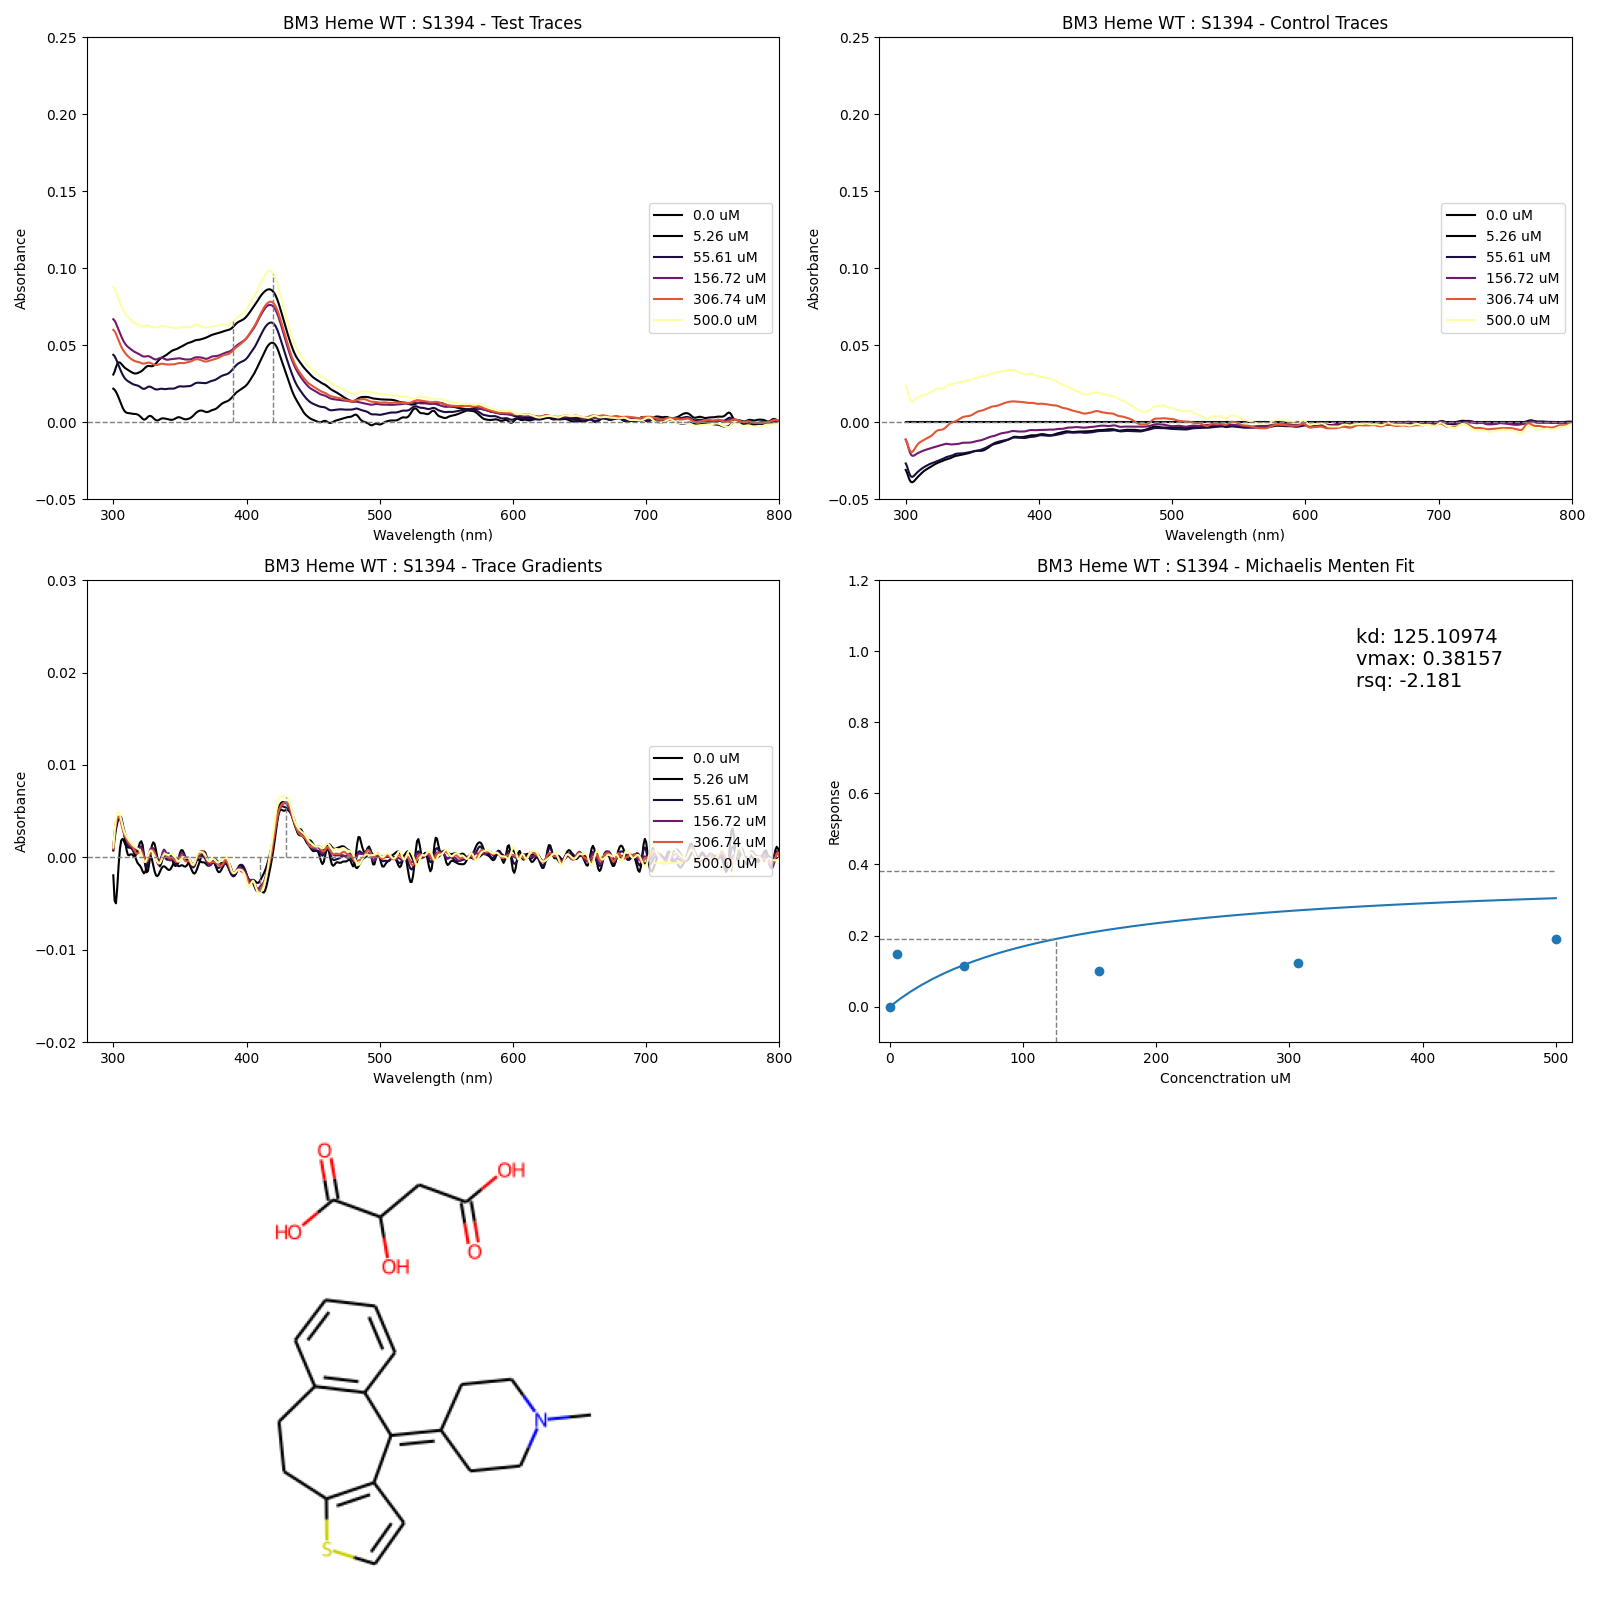 BM3 Heme WT : S1394 - Test Traces
0.25
0.20
0.15
0.10
0.05
0.00
−0.05
Absorbance
300 400 500 600 700 800
Wavelength (nm)
0.0 uM
5.26 uM
55.61 uM
156.72 uM
306.74 uM
500.0 uM
BM3 Heme WT : S1394 - Control Traces
0.25
0.20
0.15
0.10
0.05
0.00
−0.05
Absorbance
300 400 500 600 700 800
Wavelength (nm)
0.0 uM
5.26 uM
55.61 uM
156.72 uM
306.74 uM
500.0 uM
BM3 Heme WT : S1394 - Trace Gradients
0.03
0.02
0.01
0.00
−0.01
−0.02
Absorbance
300 400 500 600 700 800
Wavelength (nm)
0.0 uM
5.26 uM
55.61 uM
156.72 uM
306.74 uM
500.0 uM
BM3 Heme WT : S1394 - Michaelis Menten Fit
1.2
1.0
0.8
0.6
0.4
0.2
0.0
Response
0 100 200 300 400 500
Concenctration uM
kd: 125.10974
vmax: 0.38157
rsq: -2.181
O
OH
HO
O
OH
N
S